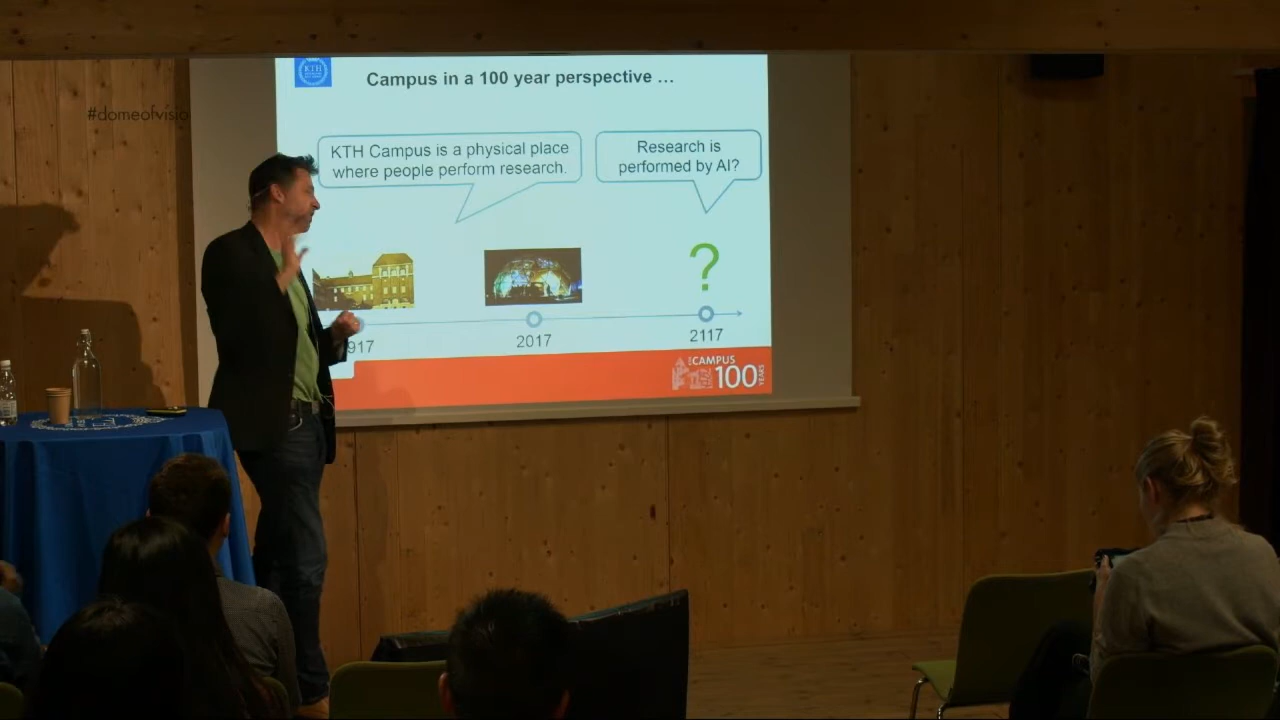 #domeofvisio
KTH
Campus in a 100 year perspective ...
KTH Campus is a physical place
where people perform research.
Research is
performed by AI?
?
917
2017
2117
CAMPUS
100
YEARS